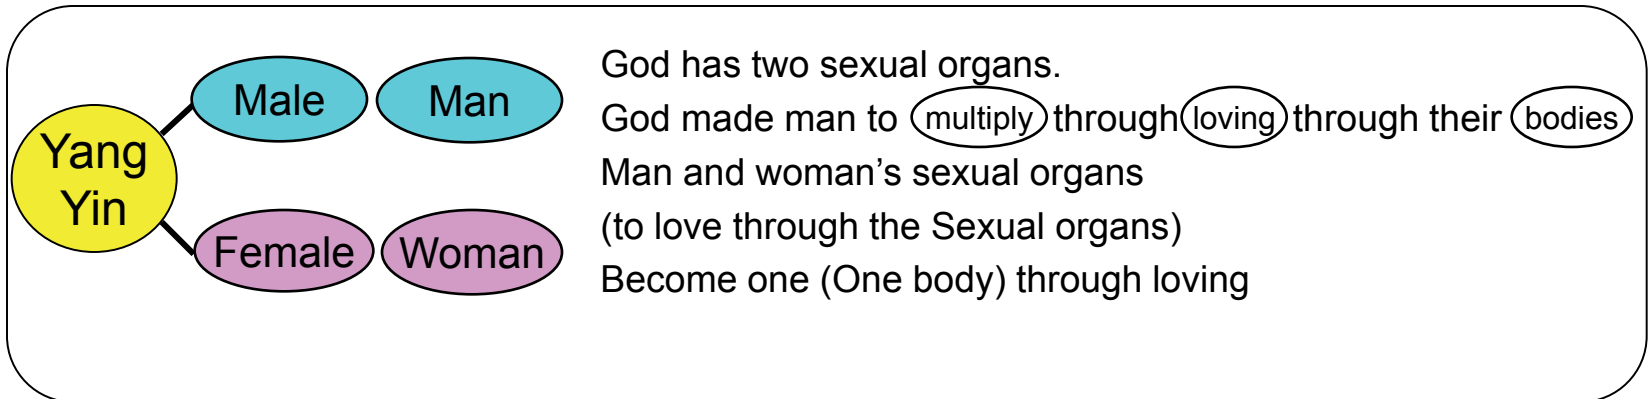 Yang
Yin
Male
Man
Female
Woman
God has two sexual organs.
God made man to multiply through loving through their bodies
Man and woman’s sexual organs
(to love through the Sexual organs)
Become one (One body) through loving